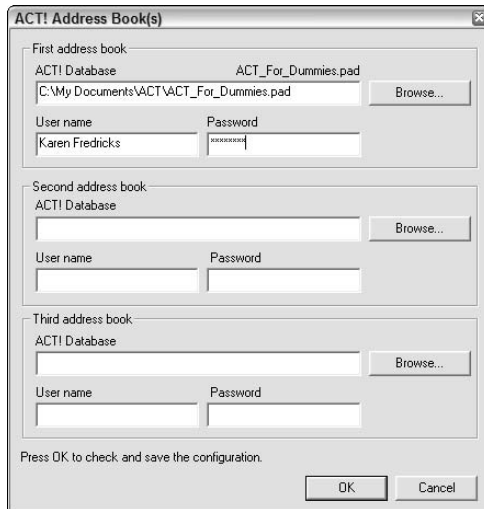 ACT! Address Book(s)
First address book
ACT! Database ACT_For_Dummies.pad
C:\My Documents\ACT\ACT_For_Dummies.pad Browse...
User name Password
Karen Fredricks ××××××××
Second address book
ACT! Database
Browse...
User name Password
Third address book
ACT! Database
Browse...
User name Password
Press OK to check and save the configuration.
OK Cancel